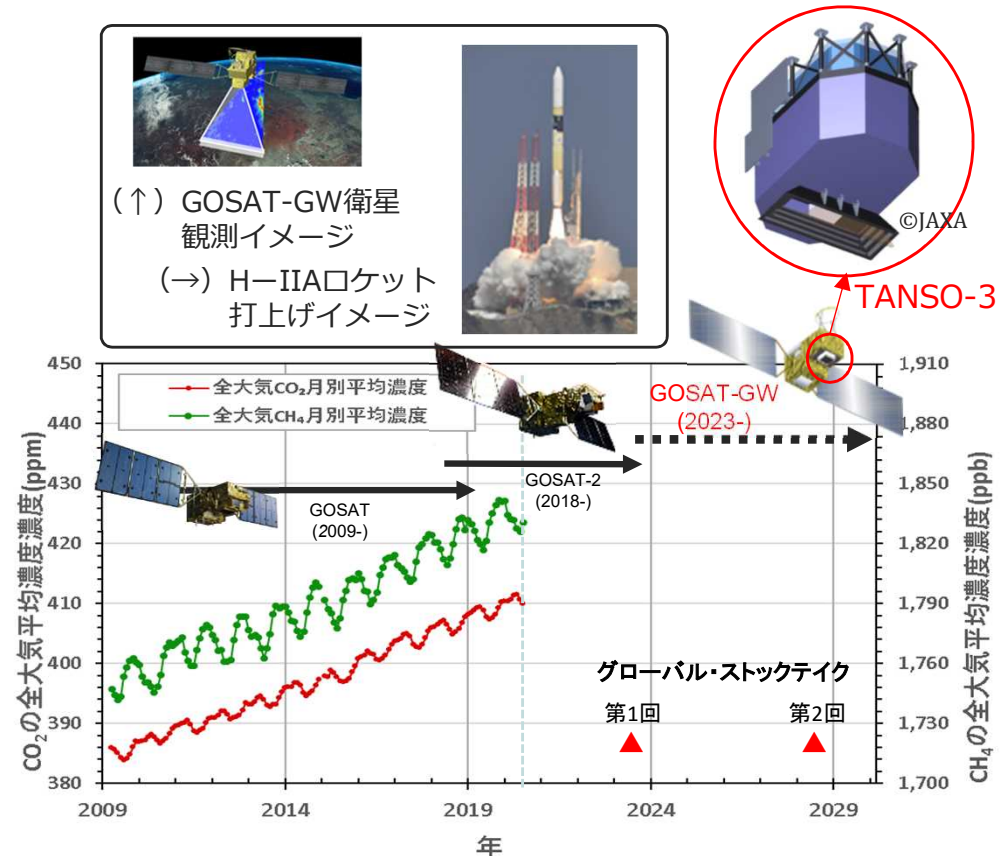 (↑)GOSAT-GW衛星
観測イメージ
(→)HーIIAロケット
打上げイメージ
©JAXA
TANSO-3
450
440
430
420
410
400
390
380
CO₂の全大気平均濃度濃度(ppm)
全大気CO₂月別平均濃度
全大気CH₄月別平均濃度
GOSAT
(2009-)
GOSAT-2
(2018-)
GOSAT-GW
(2023-)
グローバル・ストックテイク
第1回
第2回
1,910
1,880
1,850
1,820
1,790
1,760
1,730
1,700
CH₄の全大気平均濃度濃度(ppb)
2009
2014
2019
2024
2029
年